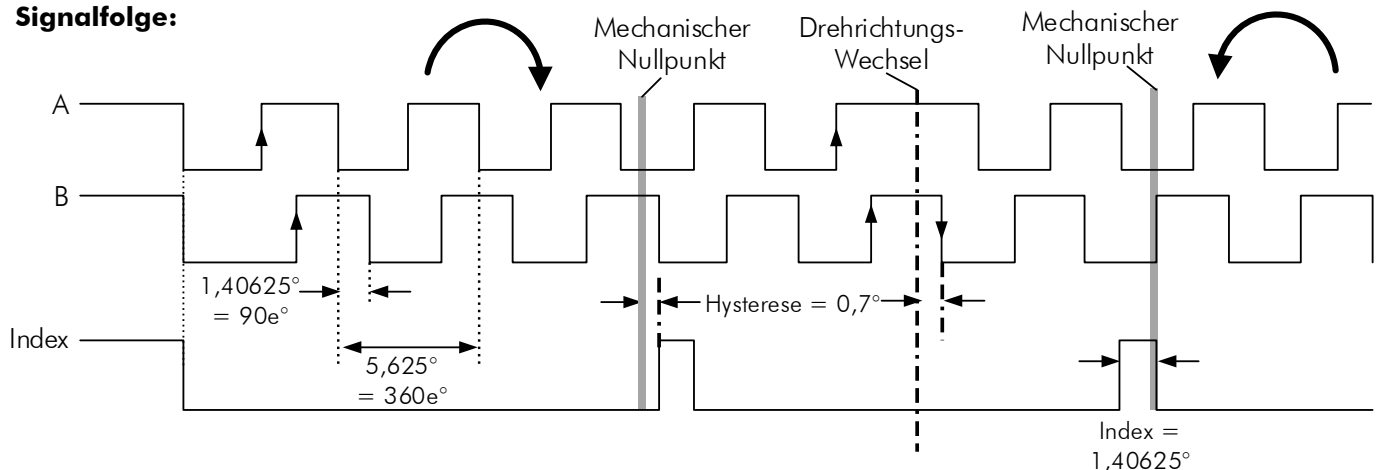 Signalfolge:
Mechanischer
Nullpunkt
Drehrichtungs-
Wechsel
Mechanischer
Nullpunkt
A
B
1,40625°
= 90e°
Hysterese = 0,7°
Index
5,625°
= 360e°
Index =
1,40625°